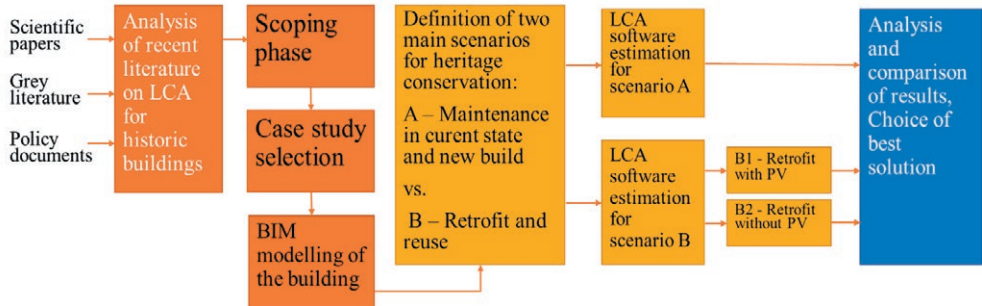 Scientific
papers
Grey
literature
Policy
documents
Analysis
of recent
literature
on LCA
for
historic
buildings
Scoping
phase
Case study
selection
BIM
modelling of
the building
Definition of two
main scenarios
for heritage
conservation:
A – Maintenance
in curent state
and new build
vs.
B – Retrofit and
reuse
LCA
software
estimation
for
scenario A
LCA
software
estimation
for
scenario B
B1 - Retrofit
with PV
B2 - Retrofit
without PV
Analysis
and
comparison
of results,
Choice of
best
solution